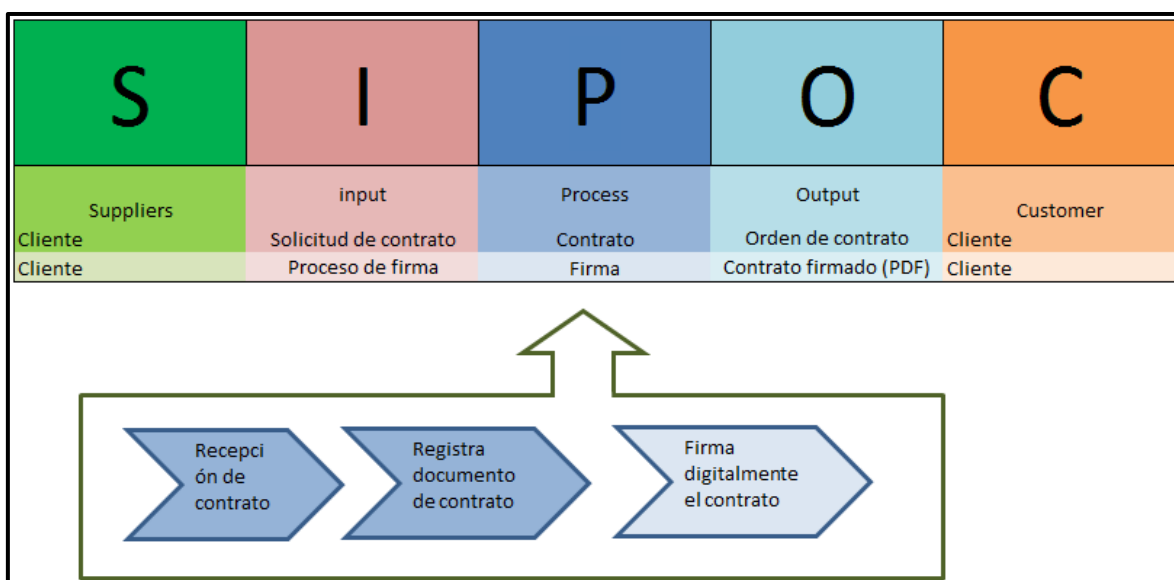 S I P O C
Suppliers input Process Output Customer
Cliente Solicitud de contrato Contrato Orden de contrato Cliente
Cliente Proceso de firma Firma Contrato firmado (PDF) Cliente
Recepci
ón de
contrato
Registra
documento
de contrato
Firma
digitalmente
el contrato